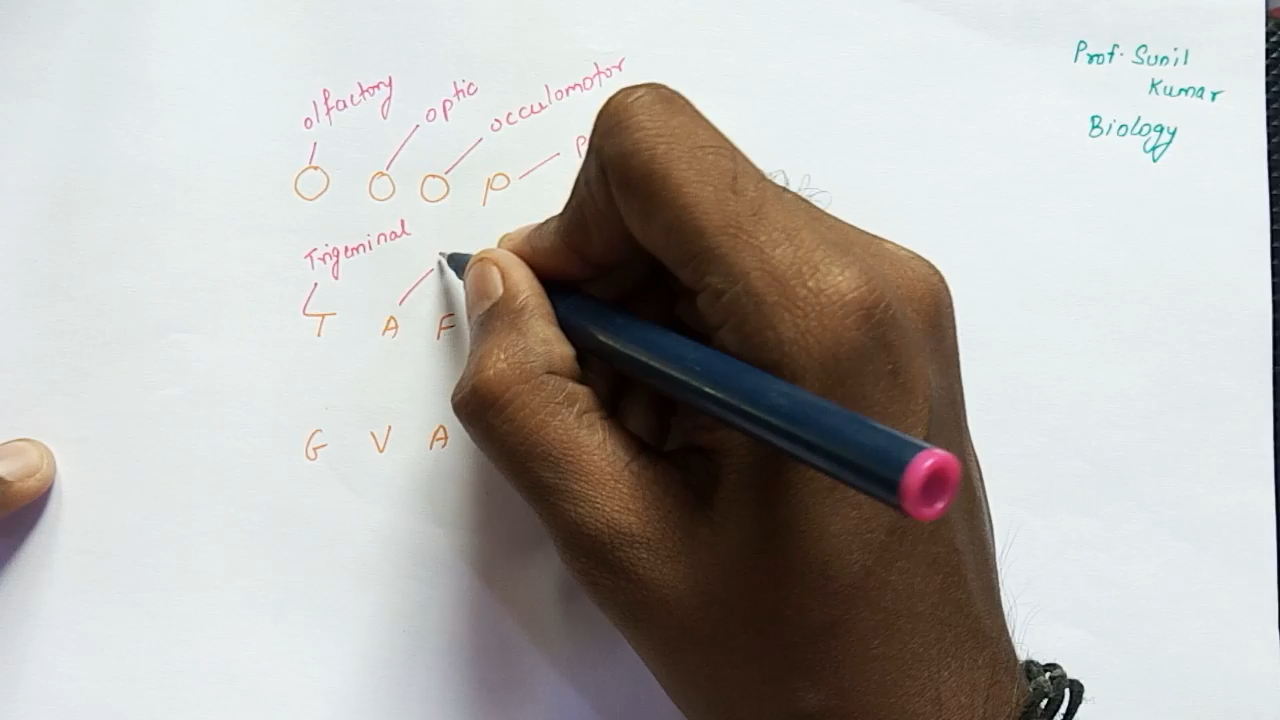 Prof. Sunil
Kumar
Biology
olfactory optic occulomotor
O O O P
Trigeminal
T A F
G V A